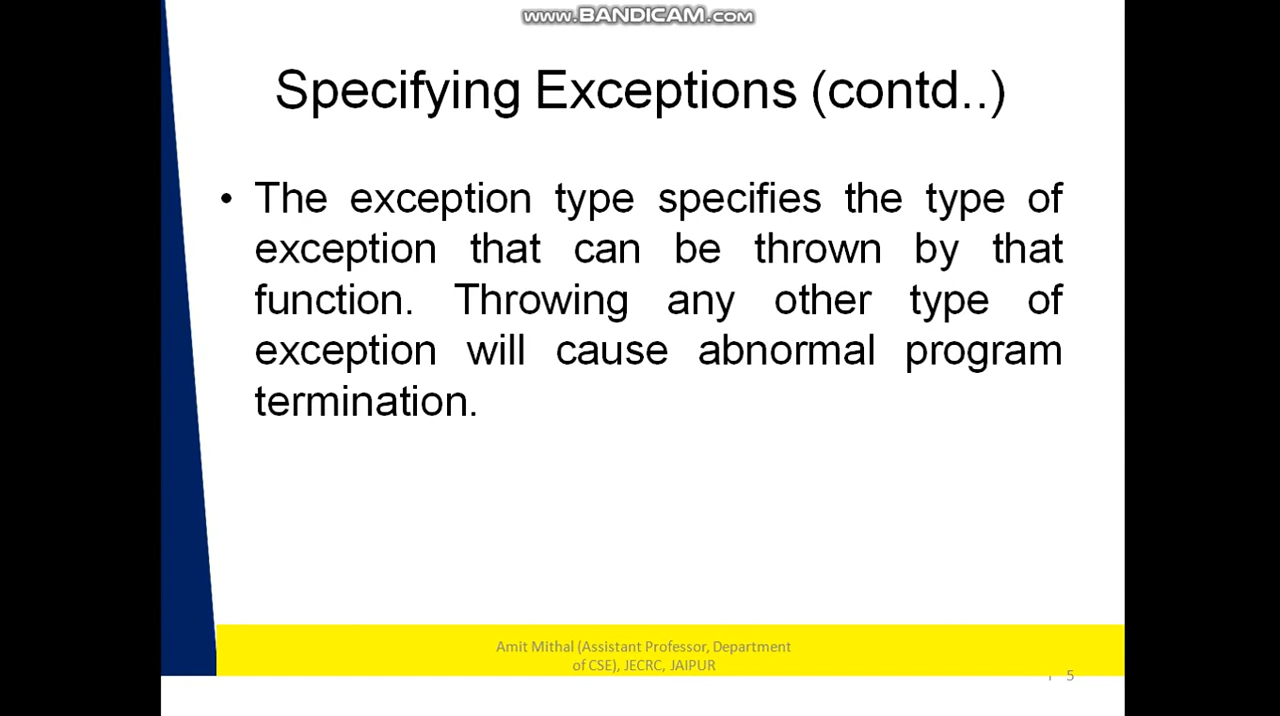 www.BANDICAM.com
Specifying Exceptions (contd..)
• The exception type specifies the type of
exception that can be thrown by that
function. Throwing any other type of
exception will cause abnormal program
termination.
Amit Mithal (Assistant Professor, Department
of CSE), JECRC, JAIPUR
5